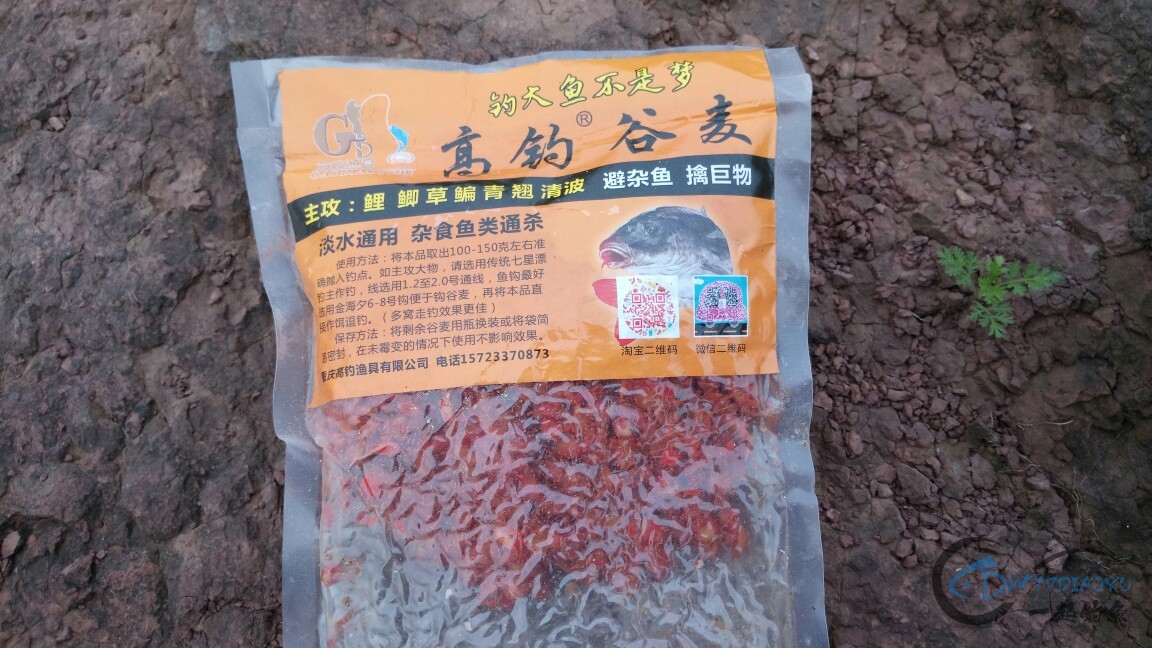 钓大鱼不是梦
高钓®谷麦
主攻：鲤 鲫 草 鳊 青 翘 清波 避杂鱼 擒巨物
淡水通用 杂食鱼类通杀
使用方法：将本品取出100-150克左右准
确抛入钓点。如主攻大物，请选用传统七星漂
钓主作钓，线选用1.2至2.0号通线，鱼钩最好
选用金海夕6-8号钩便于钩谷麦，再将本品直
接作饵逗钓。（多窝走钓效果更佳）
保存方法：将剩余谷麦用瓶换装或将袋简
易密封，在未霉变的情况下使用不影响效果。
重庆高钓渔具有限公司 电话15723370873
淘宝二维码 微信二维码